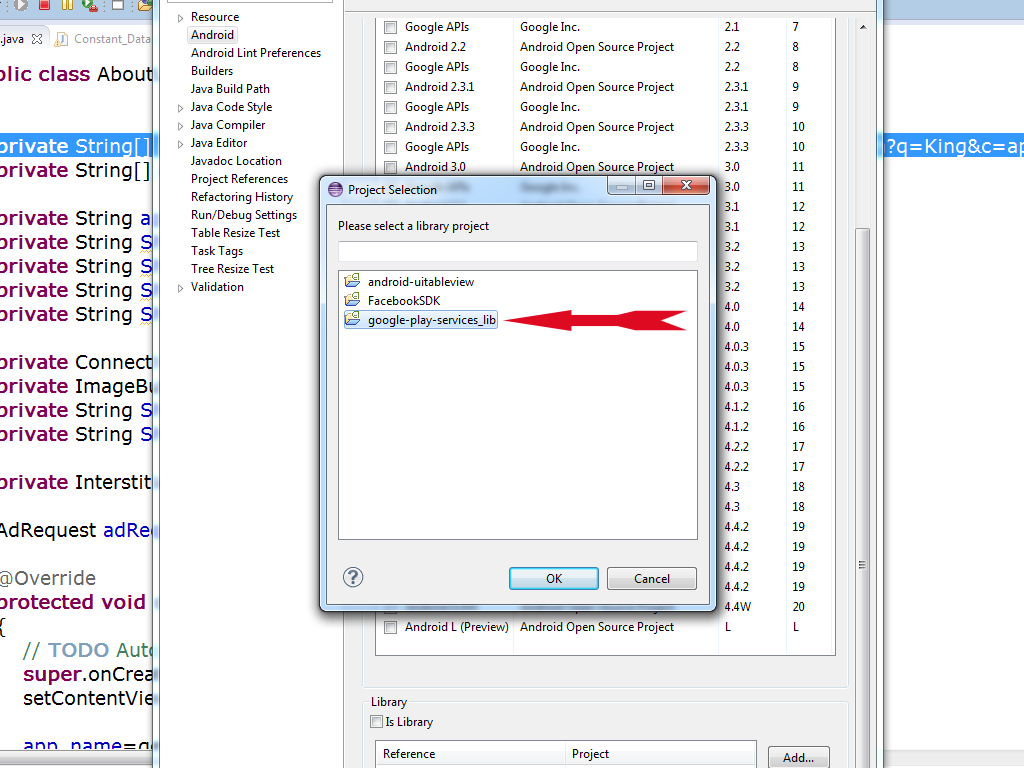 .java
Constant_Data
blic class About
private String[]
?q=King&c=ap
private String[]
private String a
private String S
private String S
private String S
private String S
private Connect
private ImageBu
private String S
private String S
private Interstit
AdRequest adRe
@Override
protected void
{
// TODO Auto
super.onCrea
setContentVie
app_name=ge
Resource
Android
Android Lint Preferences
Builders
Java Build Path
Java Code Style
Java Compiler
Java Editor
Javadoc Location
Project References
Refactoring History
Run/Debug Settings
Table Resize Test
Task Tags
Tree Resize Test
Validation
Google APIs Google Inc. 2.1 7
Android 2.2 Android Open Source Project 2.2 8
Google APIs Google Inc. 2.2 8
Android 2.3.1 Android Open Source Project 2.3.1 9
Google APIs Google Inc. 2.3.1 9
Android 2.3.3 Android Open Source Project 2.3.3 10
Google APIs Google Inc. 2.3.3 10
Android 3.0 Android Open Source Project 3.0 11
3.0 11
3.1 12
3.1 12
3.2 13
3.2 13
3.2 13
4.0 14
4.0 14
4.0.3 15
4.0.3 15
4.0.3 15
4.1.2 16
4.1.2 16
4.2.2 17
4.2.2 17
4.3 18
4.3 18
4.4.2 19
4.4.2 19
4.4.2 19
4.4.2 19
4.4W 20
Android L (Preview) Android Open Source Project L L
Project Selection
Please select a library project
android-uitableview
FacebookSDK
google-play-services_lib
?
OK Cancel
Library
Is Library
Reference Project
Add...